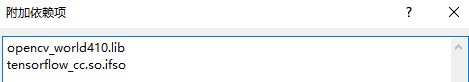 附加依赖项
? ×
opencv_world410.lib
tensorflow_cc.so.ifso